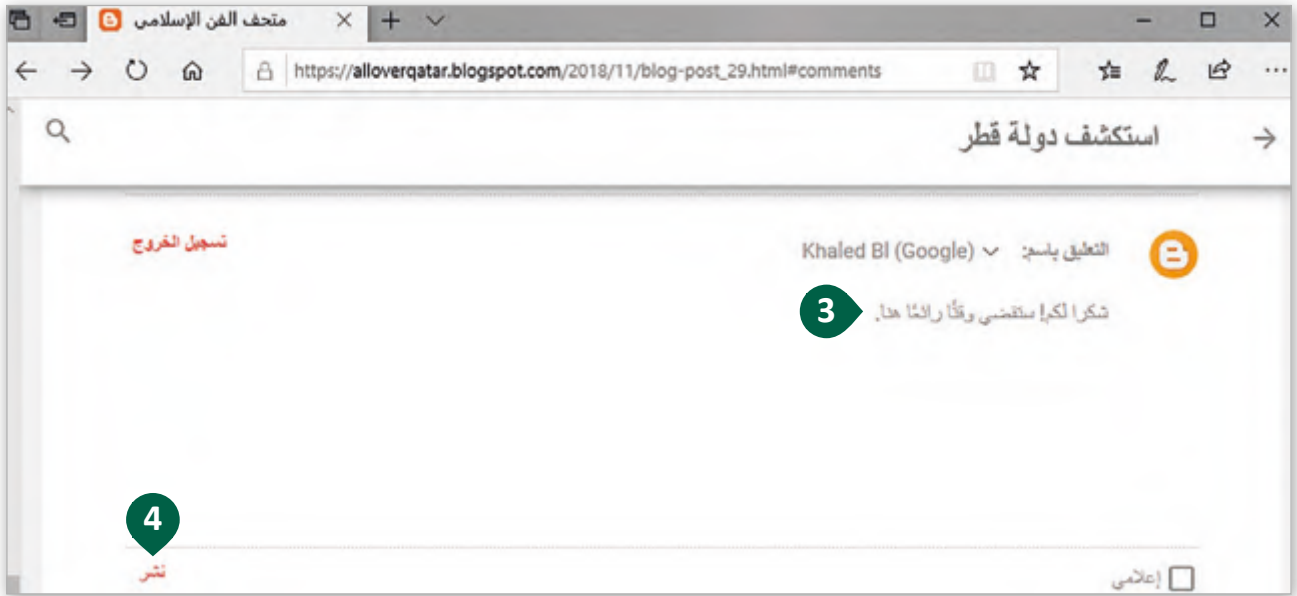 متحف الفن الإسلامي
https://alloverqatar.blogspot.com/2018/11/blog-post_29.html#comments
استكشف دولة قطر
التعليق باسم: Khaled Bl (Google)
تسجيل الخروج
شكرا لكم! ستقضي وقتًا رائعًا هنا.
3
4
إعلامي
نشر